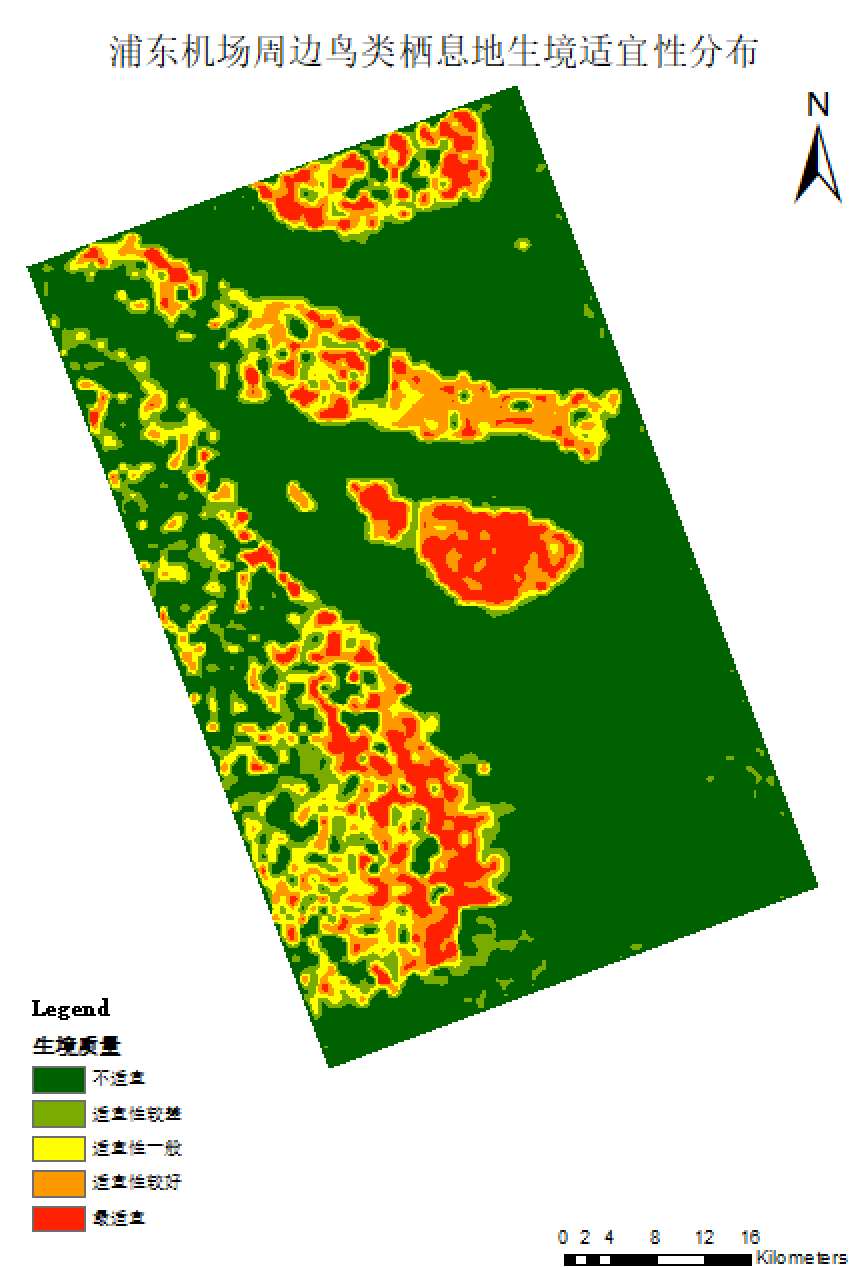 浦东机场周边鸟类栖息地生境适宜性分布
N
Legend
生境质量
不适宜
适宜性较差
适宜性一般
适宜性较好
最适宜
0 2 4 8 12 16
Kilometers